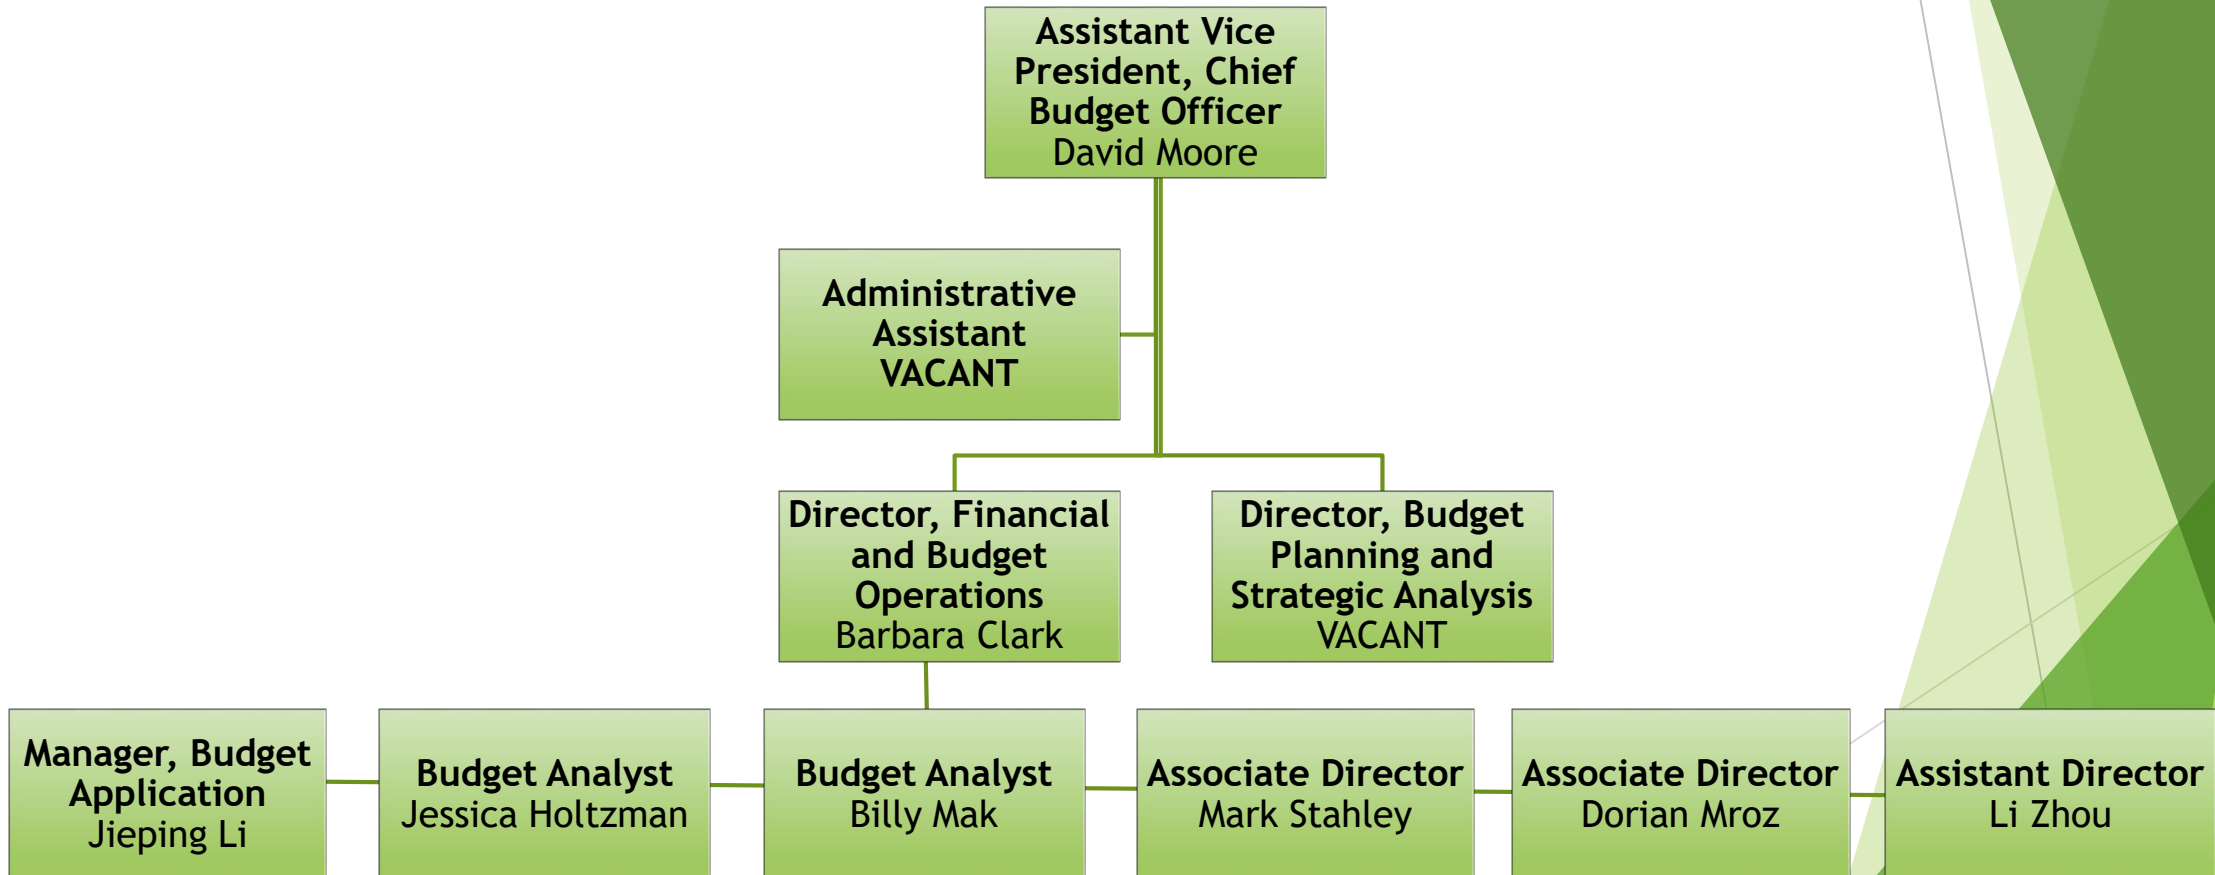 Assistant Vice
President, Chief
Budget Officer
David Moore
Administrative
Assistant
VACANT
Director, Financial
and Budget
Operations
Barbara Clark
Director, Budget
Planning and
Strategic Analysis
VACANT
Manager, Budget
Application
Jieping Li
Budget Analyst
Jessica Holtzman
Budget Analyst
Billy Mak
Associate Director
Mark Stahley
Associate Director
Dorian Mroz
Assistant Director
Li Zhou